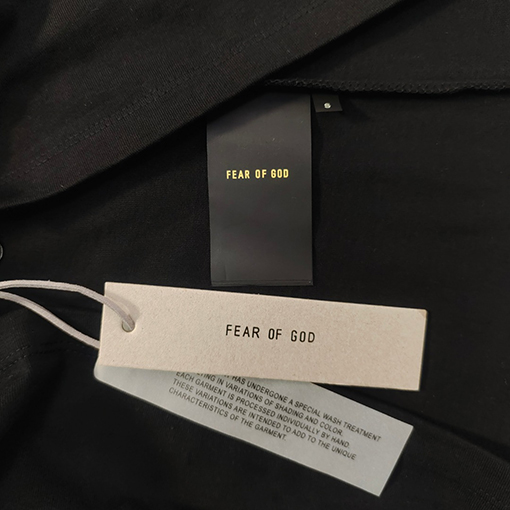 S
FEAR OF GOD
FEAR OF GOD
HAS UNDERGONE A SPECIAL WASH TREATMENT
IN VARIATIONS OF SHADING AND COLOR.
EACH GARMENT IS PROCESSED INDIVIDUALLY BY HAND.
THESE VARIATIONS ARE INTENDED TO ADD TO THE UNIQUE
CHARACTERISTICS OF THE GARMENT.